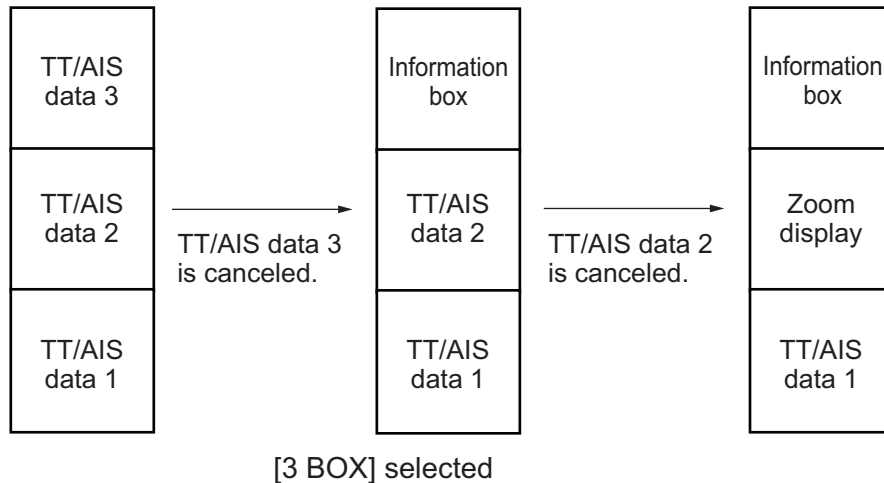 TT/AIS
data 3
TT/AIS
data 2
TT/AIS
data 1
TT/AIS data 3
is canceled.
Information
box
TT/AIS
data 2
TT/AIS
data 1
TT/AIS data 2
is canceled.
Information
box
Zoom
display
TT/AIS
data 1
[3 BOX] selected